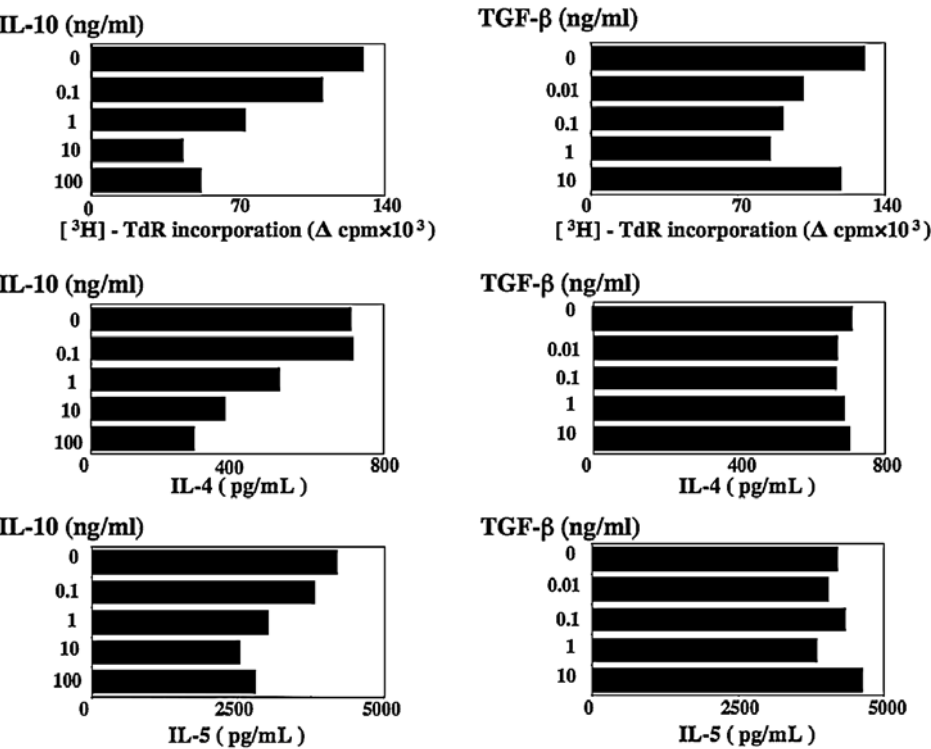 IL-10 (ng/ml)
0
0.1
1
10
100
0 70 140
[ ³H] - TdR incorporation (Δ cpm×10³)
TGF-β (ng/ml)
0
0.01
0.1
1
10
0 70 140
[ ³H] - TdR incorporation (Δ cpm×10³)
IL-10 (ng/ml)
0
0.1
1
10
100
0 400 800
IL-4 ( pg/mL )
TGF-β (ng/ml)
0
0.01
0.1
1
10
0 400 800
IL-4 ( pg/mL )
IL-10 (ng/ml)
0
0.1
1
10
100
0 2500 5000
IL-5 ( pg/mL )
TGF-β (ng/ml)
0
0.01
0.1
1
10
0 2500 5000
IL-5 ( pg/mL )